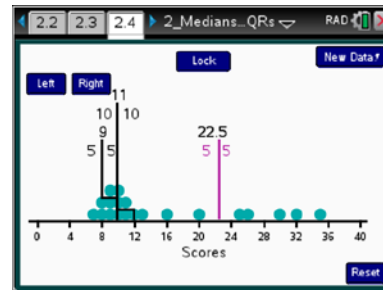 2.2 2.3 2.4 2_Medians...QRs RAD
Lock
New Data
Left Right
11
10 10
9
5 5
22.5
5 5
0 4 8 12 16 20 24 28 32 36 40
Scores
Reset